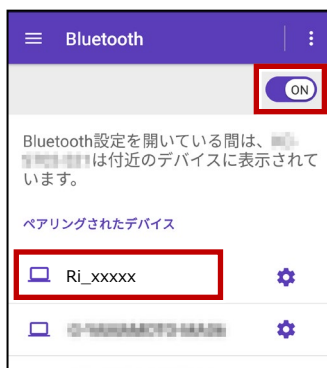 Bluetooth
ON
Bluetooth設定を開いている間は、
は付近のデバイスに表示されて
います。
ペアリングされたデバイス
Ri_xxxxx